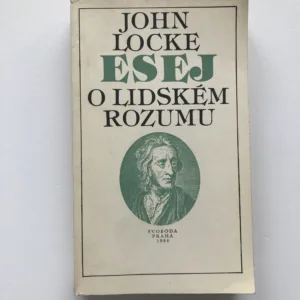 JOHN
LOCKE
ESEJ
O LIDSKÉM
ROZUMU
SVOBODA
PRAHA